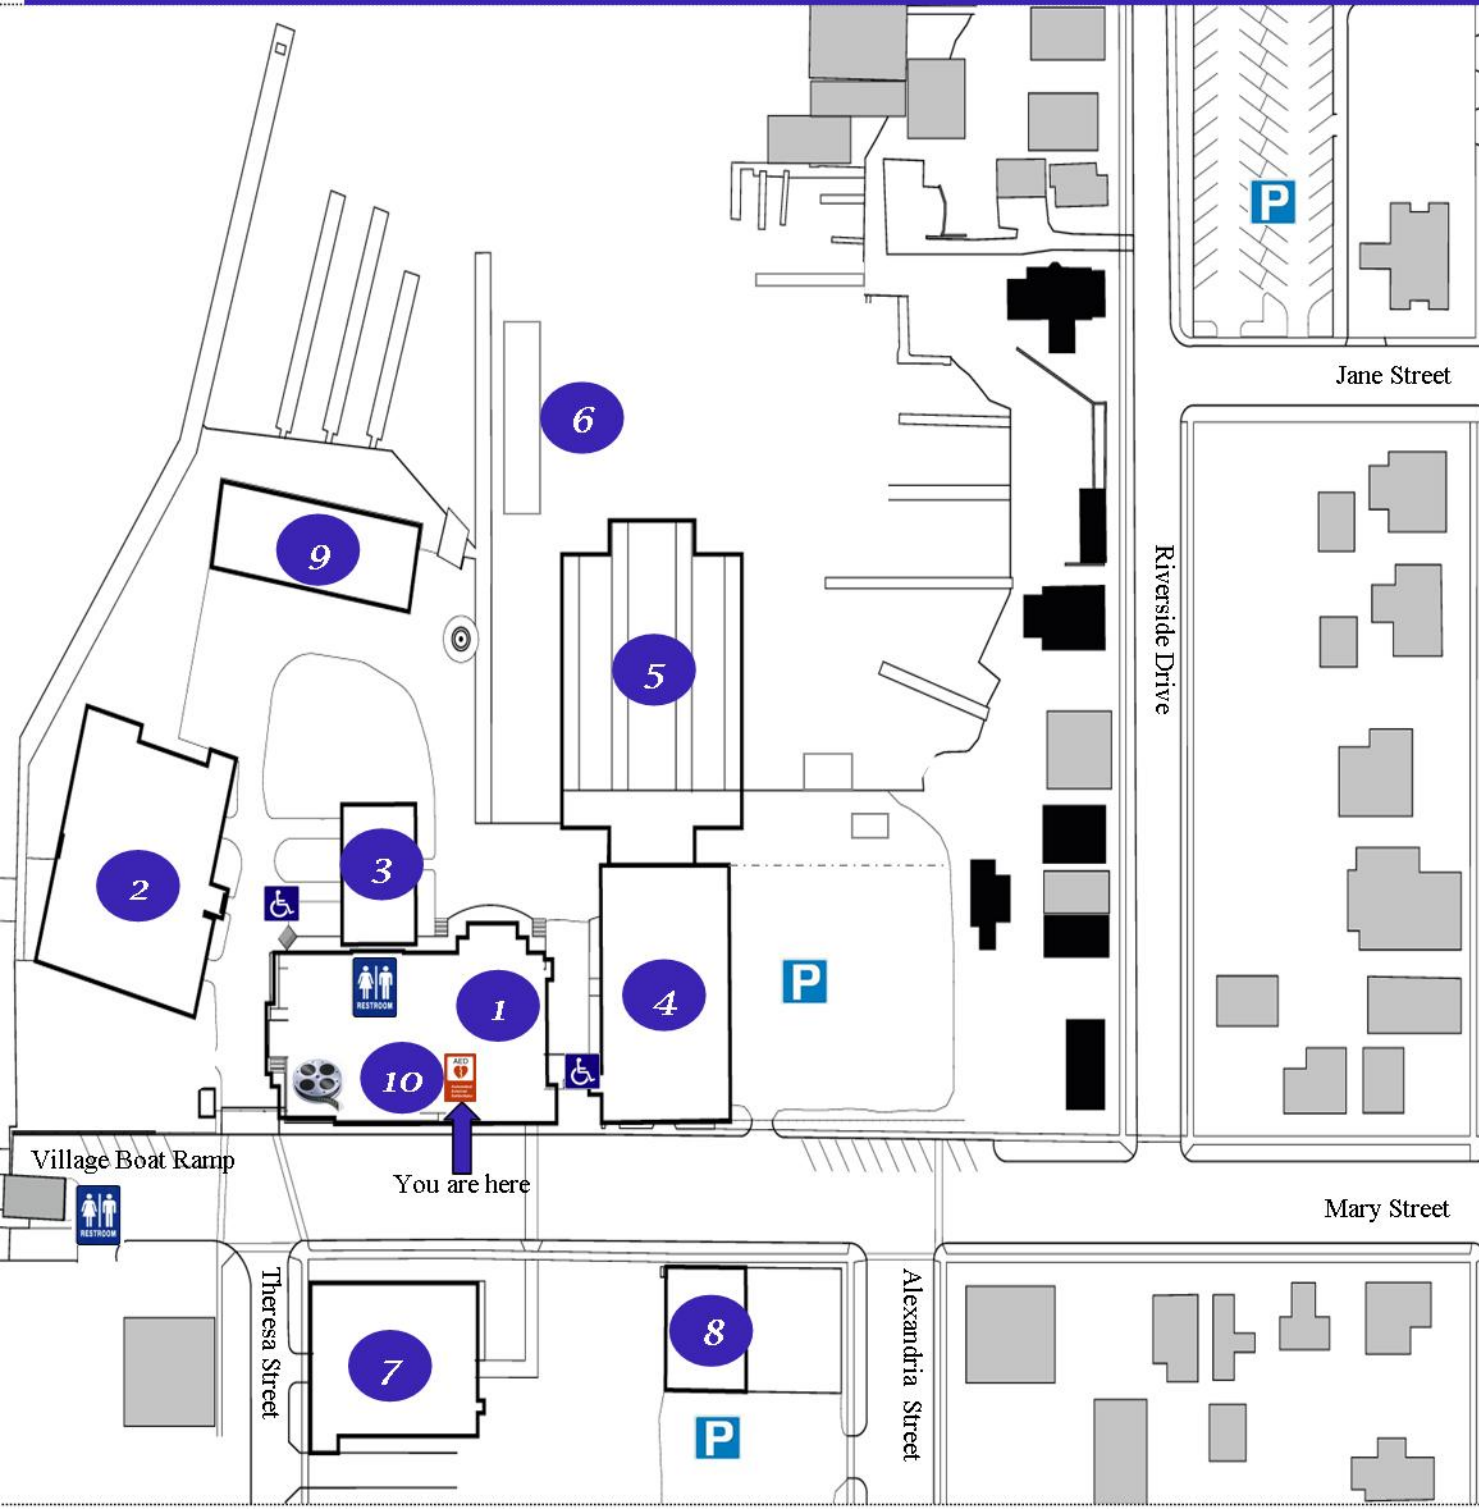 P
Jane Street
6
9
Riverside Drive
5
2
3
RESTROOM
1
4
P
10
AED
You are here
Village Boat Ramp
RESTROOM
Mary Street
Theresa Street
7
8
Alexandria Street
P